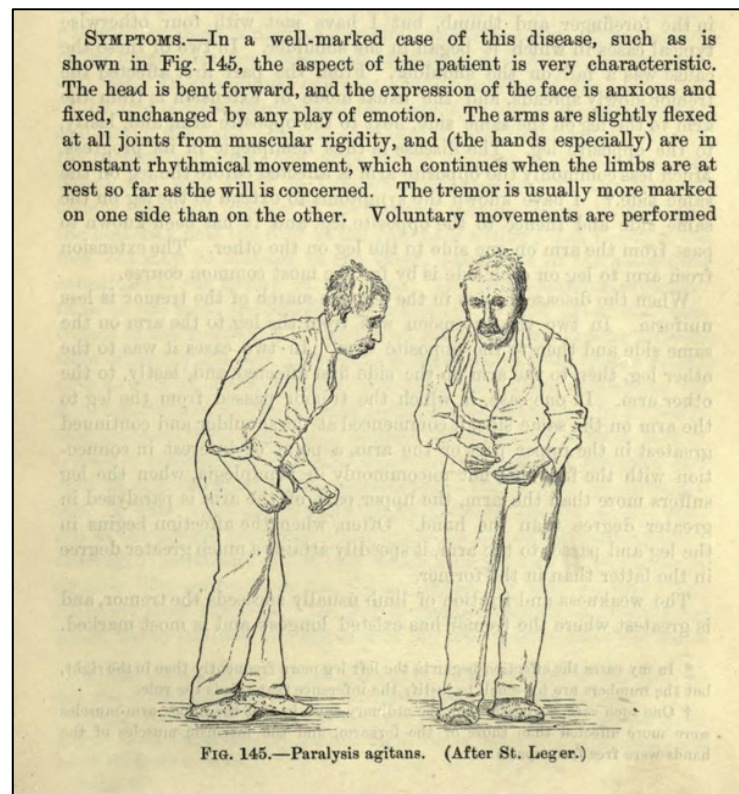 SYMPTOMS.—In a well-marked case of this disease, such as is
shown in Fig. 145, the aspect of the patient is very characteristic.
The head is bent forward, and the expression of the face is anxious and
fixed, unchanged by any play of emotion. The arms are slightly flexed
at all joints from muscular rigidity, and (the hands especially) are in
constant rhythmical movement, which continues when the limbs are at
rest so far as the will is concerned. The tremor is usually more marked
on one side than on the other. Voluntary movements are performed
FIG. 145.—Paralysis agitans. (After St. Leger.)